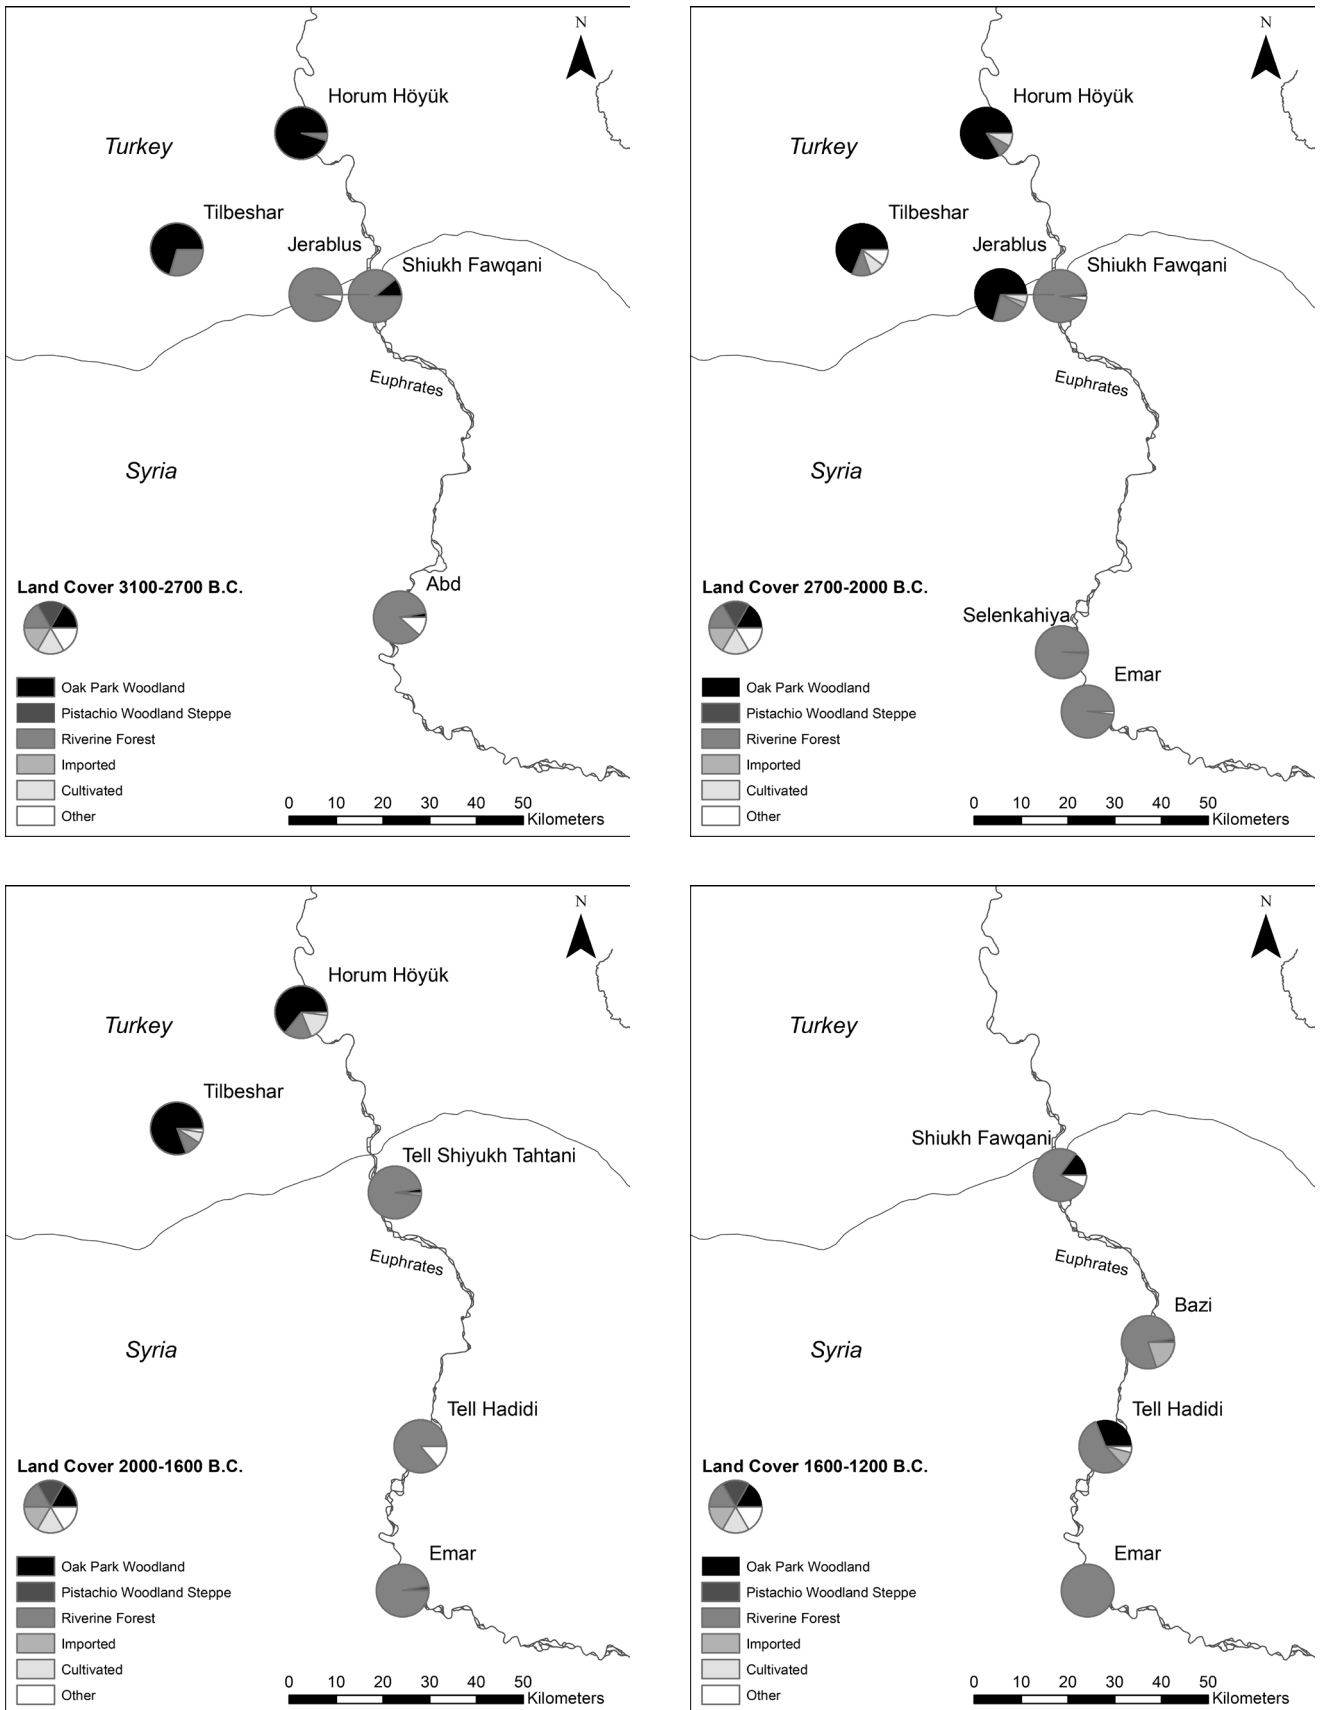 N
Horum Höyük
Turkey
Tilbeshar
Jerablus
Shiukh Fawqani
Euphrates
Syria
Abd
Land Cover 3100-2700 B.C.
Oak Park Woodland
Pistachio Woodland Steppe
Riverine Forest
Imported
Cultivated
Other
0 10 20 30 40 50
Kilometers
N
Horum Höyük
Turkey
Tilbeshar
Jerablus
Shiukh Fawqani
Euphrates
Syria
Land Cover 2700-2000 B.C.
Selenkahiya
Emar
Oak Park Woodland
Pistachio Woodland Steppe
Riverine Forest
Imported
Cultivated
Other
0 10 20 30 40 50
Kilometers
N
Horum Höyük
Turkey
Tilbeshar
Tell Shiyukh Tahtani
Euphrates
Syria
Tell Hadidi
Land Cover 2000-1600 B.C.
Emar
Oak Park Woodland
Pistachio Woodland Steppe
Riverine Forest
Imported
Cultivated
Other
0 10 20 30 40 50
Kilometers
N
Turkey
Shiukh Fawqani
Euphrates
Bazi
Syria
Tell Hadidi
Land Cover 1600-1200 B.C.
Emar
Oak Park Woodland
Pistachio Woodland Steppe
Riverine Forest
Imported
Cultivated
Other
0 10 20 30 40 50
Kilometers